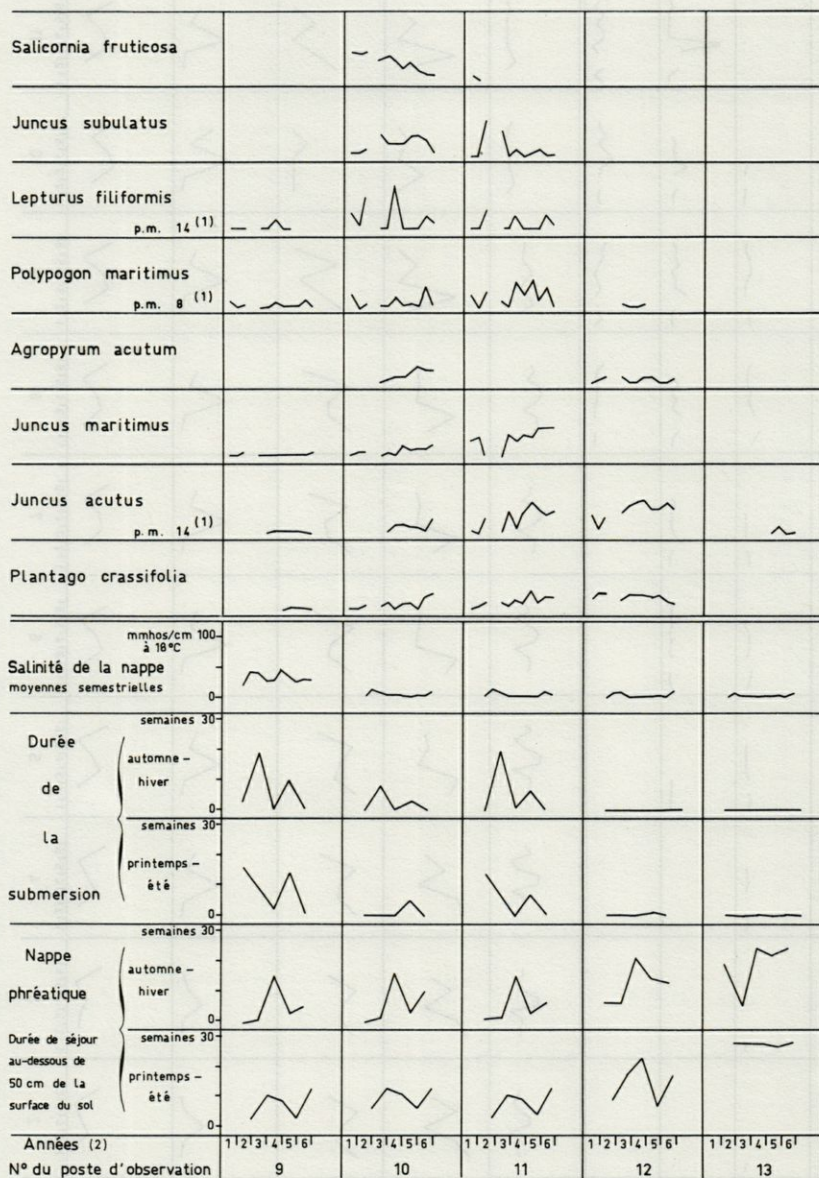 Salicornia fruticosa
Juncus subulatus
Lepturus filiformis
p.m. 14 (1)
Polypogon maritimus
p.m. 8 (1)
Agropyrum acutum
Juncus maritimus
Juncus acutus
p.m. 14 (1)
Plantago crassifolia
mmhos/cm 100
à 18°C
Salinité de la nappe
moyennes semestrielles
0
semaines 30
Durée
automne –
de
hiver
0
la
semaines 30
printemps –
été
submersion
0
semaines 30
Nappe
automne –
phréatique
hiver
0
Durée de séjour
semaines 30
au-dessous de
printemps –
50 cm de la
été
surface du sol
0
Années (2) 1 2 3 4 5 6 1 2 3 4 5 6 1 2 3 4 5 6 1 2 3 4 5 6 1 2 3 4 5 6
N° du poste d'observation 9 10 11 12 13